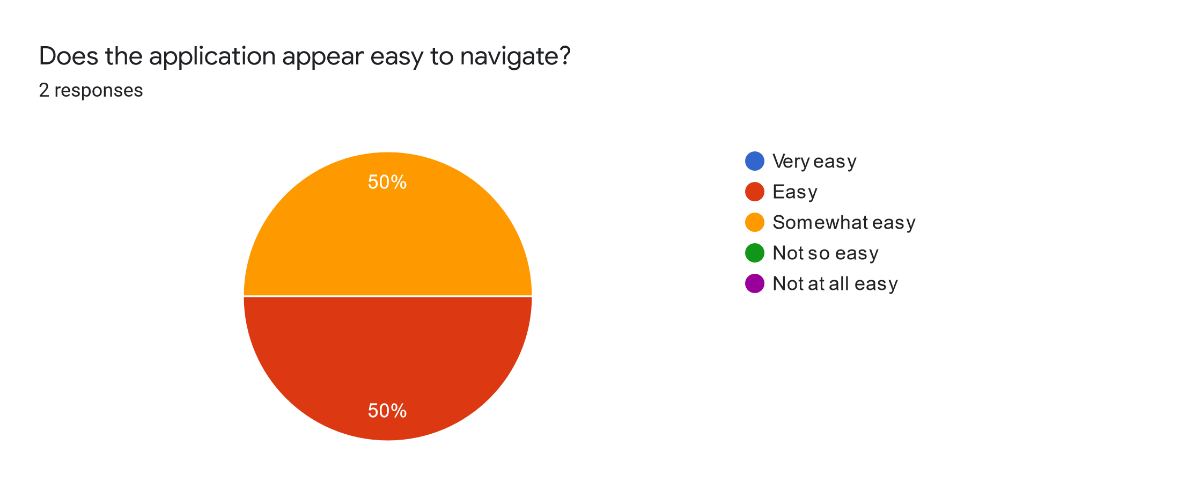 Does the application appear easy to navigate?
2 responses
50%
50%
Very easy
Easy
Somewhat easy
Not so easy
Not at all easy